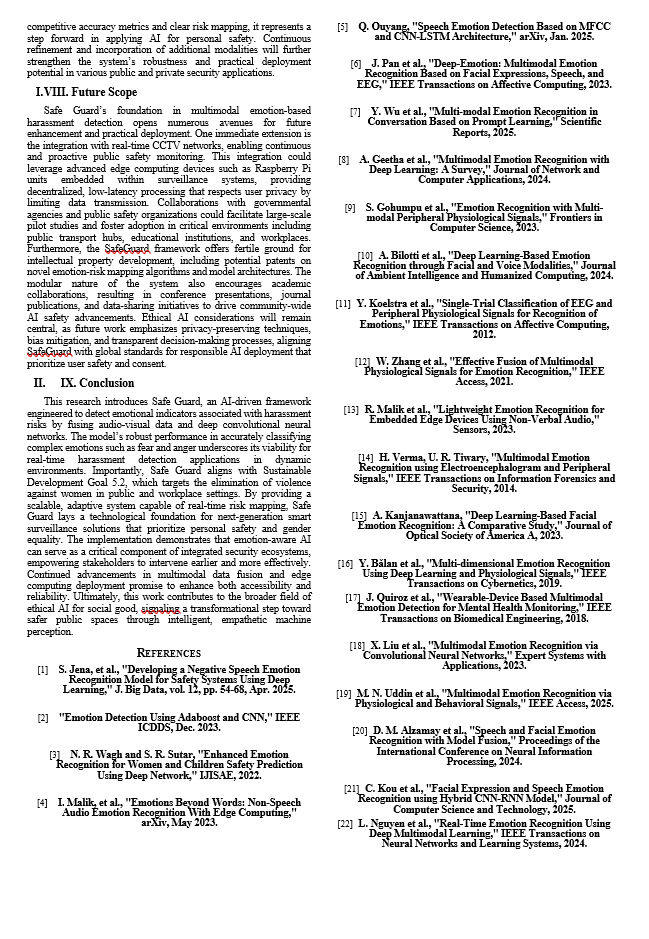 competitive accuracy metrics and clear risk mapping, it represents a
step forward in applying AI for personal safety. Continuous
refinement and incorporation of additional modalities will further
strengthen the system's robustness and practical deployment
potential in various public and private security applications.
I.VIII. Future Scope
Safe Guard's foundation in multimodal emotion-based
harassment detection opens numerous avenues for future
enhancement and practical deployment. One immediate extension is
the integration with real-time CCTV networks, enabling continuous
and proactive public safety monitoring. This integration could
leverage advanced edge computing devices such as Raspberry Pi
units embedded within surveillance systems, providing
decentralized, low-latency processing that respects user privacy by
limiting data transmission. Collaborations with governmental
agencies and public safety organizations could facilitate large-scale
pilot studies and foster adoption in critical environments including
public transport hubs, educational institutions, and workplaces.
Furthermore, the SafeGuard framework offers fertile ground for
intellectual property development, including potential patents on
novel emotion-risk mapping algorithms and model architectures. The
modular nature of the system also encourages academic
collaborations, resulting in conference presentations, journal
publications, and data-sharing initiatives to drive community-wide
AI safety advancements. Ethical AI considerations will remain
central, as future work emphasizes privacy-preserving techniques,
bias mitigation, and transparent decision-making processes, aligning
SafeGuard with global standards for responsible AI deployment that
prioritize user safety and consent.
II. IX. Conclusion
This research introduces Safe Guard, an AI-driven framework
engineered to detect emotional indicators associated with harassment
risks by fusing audio-visual data and deep convolutional neural
networks. The model's robust performance in accurately classifying
complex emotions such as fear and anger underscores its viability for
real-time harassment detection applications in dynamic
environments. Importantly, Safe Guard aligns with Sustainable
Development Goal 5.2, which targets the elimination of violence
against women in public and workplace settings. By providing a
scalable, adaptive system capable of real-time risk mapping, Safe
Guard lays a technological foundation for next-generation smart
surveillance solutions that prioritize personal safety and gender
equality. The implementation demonstrates that emotion-aware AI
can serve as a critical component of integrated security ecosystems,
empowering stakeholders to intervene earlier and more effectively.
Continued advancements in multimodal data fusion and edge
computing deployment promise to enhance both accessibility and
reliability. Ultimately, this work contributes to the broader field of
ethical AI for social good, signaling a transformational step toward
safer public spaces through intelligent, empathetic machine
perception.
REFERENCES
[1] S. Jena, et al., "Developing a Negative Speech Emotion
Recognition Model for Safety Systems Using Deep
Learning," J. Big Data, vol. 12, pp. 54-68, Apr. 2025.
[2] "Emotion Detection Using Adaboost and CNN," IEEE
ICDDS, Dec. 2023.
[3] N. R. Wagh and S. R. Sutar, "Enhanced Emotion
Recognition for Women and Children Safety Prediction
Using Deep Network," IJISAE, 2022.
[4] I. Malik, et al., "Emotions Beyond Words: Non-Speech
Audio Emotion Recognition With Edge Computing,"
arXiv, May 2023.
[5] Q. Ouyang, "Speech Emotion Detection Based on MFCC
and CNN-LSTM Architecture," arXiv, Jan. 2025.
[6] J. Pan et al., "Deep-Emotion: Multimodal Emotion
Recognition Based on Facial Expressions, Speech, and
EEG," IEEE Transactions on Affective Computing, 2023.
[7] Y. Wu et al., "Multi-modal Emotion Recognition in
Conversation Based on Prompt Learning," Scientific
Reports, 2025.
[8] A. Geetha et al., "Multimodal Emotion Recognition with
Deep Learning: A Survey," Journal of Network and
Computer Applications, 2024.
[9] S. Gohumpu et al., "Emotion Recognition with Multi-
modal Peripheral Physiological Signals," Frontiers in
Computer Science, 2023.
[10] A. Bilotti et al., "Deep Learning-Based Emotion
Recognition through Facial and Voice Modalities," Journal
of Ambient Intelligence and Humanized Computing, 2024.
[11] Y. Koelstra et al., "Single-Trial Classification of EEG and
Peripheral Physiological Signals for Recognition of
Emotions," IEEE Transactions on Affective Computing,
2012.
[12] W. Zhang et al., "Effective Fusion of Multimodal
Physiological Signals for Emotion Recognition," IEEE
Access, 2021.
[13] R. Malik et al., "Lightweight Emotion Recognition for
Embedded Edge Devices Using Non-Verbal Audio,"
Sensors, 2023.
[14] H. Verma, U. R. Tiwary, "Multimodal Emotion
Recognition using Electroencephalogram and Peripheral
Signals," IEEE Transactions on Information Forensics and
Security, 2014.
[15] A. Kanjanawattana, "Deep Learning-Based Facial
Emotion Recognition: A Comparative Study," Journal of
Optical Society of America A, 2023.
[16] Y. Bălan et al., "Multi-dimensional Emotion Recognition
Using Deep Learning and Physiological Signals," IEEE
Transactions on Cybernetics, 2019.
[17] J. Quiroz et al., "Wearable-Device Based Multimodal
Emotion Detection for Mental Health Monitoring," IEEE
Transactions on Biomedical Engineering, 2018.
[18] X. Liu et al., "Multimodal Emotion Recognition via
Convolutional Neural Networks," Expert Systems with
Applications, 2023.
[19] M. N. Uddin et al., "Multimodal Emotion Recognition via
Physiological and Behavioral Signals," IEEE Access, 2025.
[20] D. M. Alzamay et al., "Speech and Facial Emotion
Recognition with Model Fusion," Proceedings of the
International Conference on Neural Information
Processing, 2024.
[21] C. Kou et al., "Facial Expression and Speech Emotion
Recognition using Hybrid CNN-RNN Model," Journal of
Computer Science and Technology, 2025.
[22] L. Nguyen et al., "Real-Time Emotion Recognition Using
Deep Multimodal Learning," IEEE Transactions on
Neural Networks and Learning Systems, 2024.